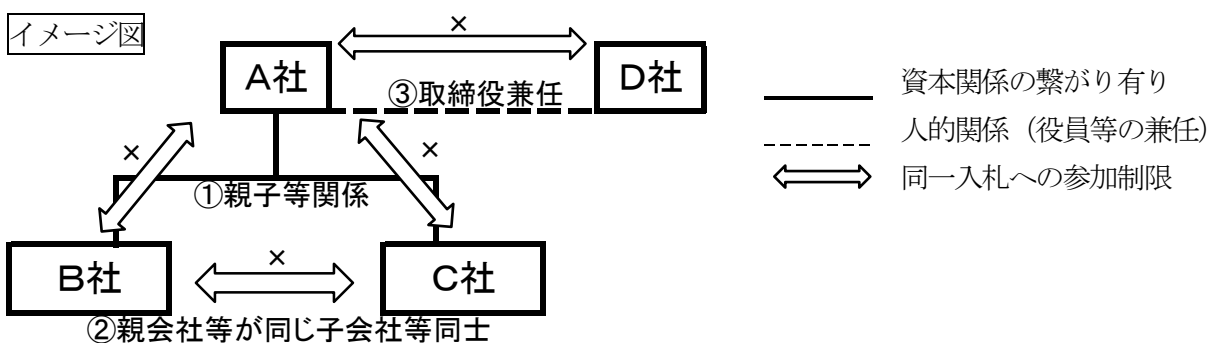 イメージ図
×
A社
D社
③取締役兼任
資本関係の繋がり有り
人的関係（役員等の兼任）
同一入札への参加制限
×
×
①親子等関係
B社
×
C社
②親会社等が同じ子会社等同士